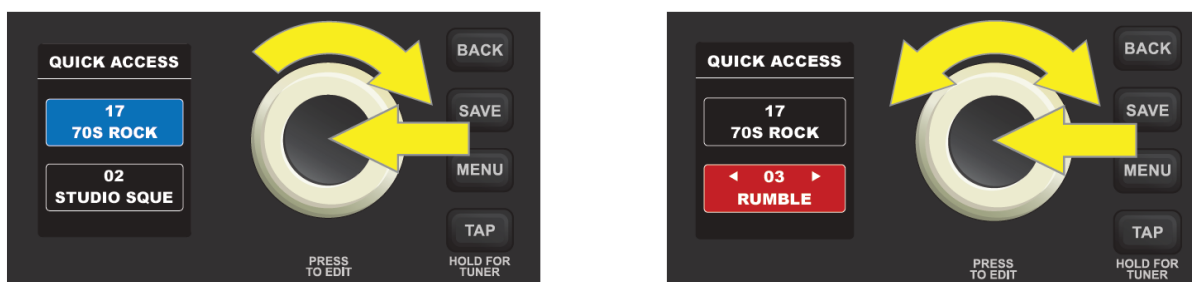 QUICK ACCESS
17
70S ROCK
02
STUDIO SQUE
PRESS
TO EDIT
BACK
SAVE
MENU
TAP
HOLD FOR
TUNER
QUICK ACCESS
17
70S ROCK
◄ 03 ►
RUMBLE
PRESS
TO EDIT
BACK
SAVE
MENU
TAP
HOLD FOR
TUNER